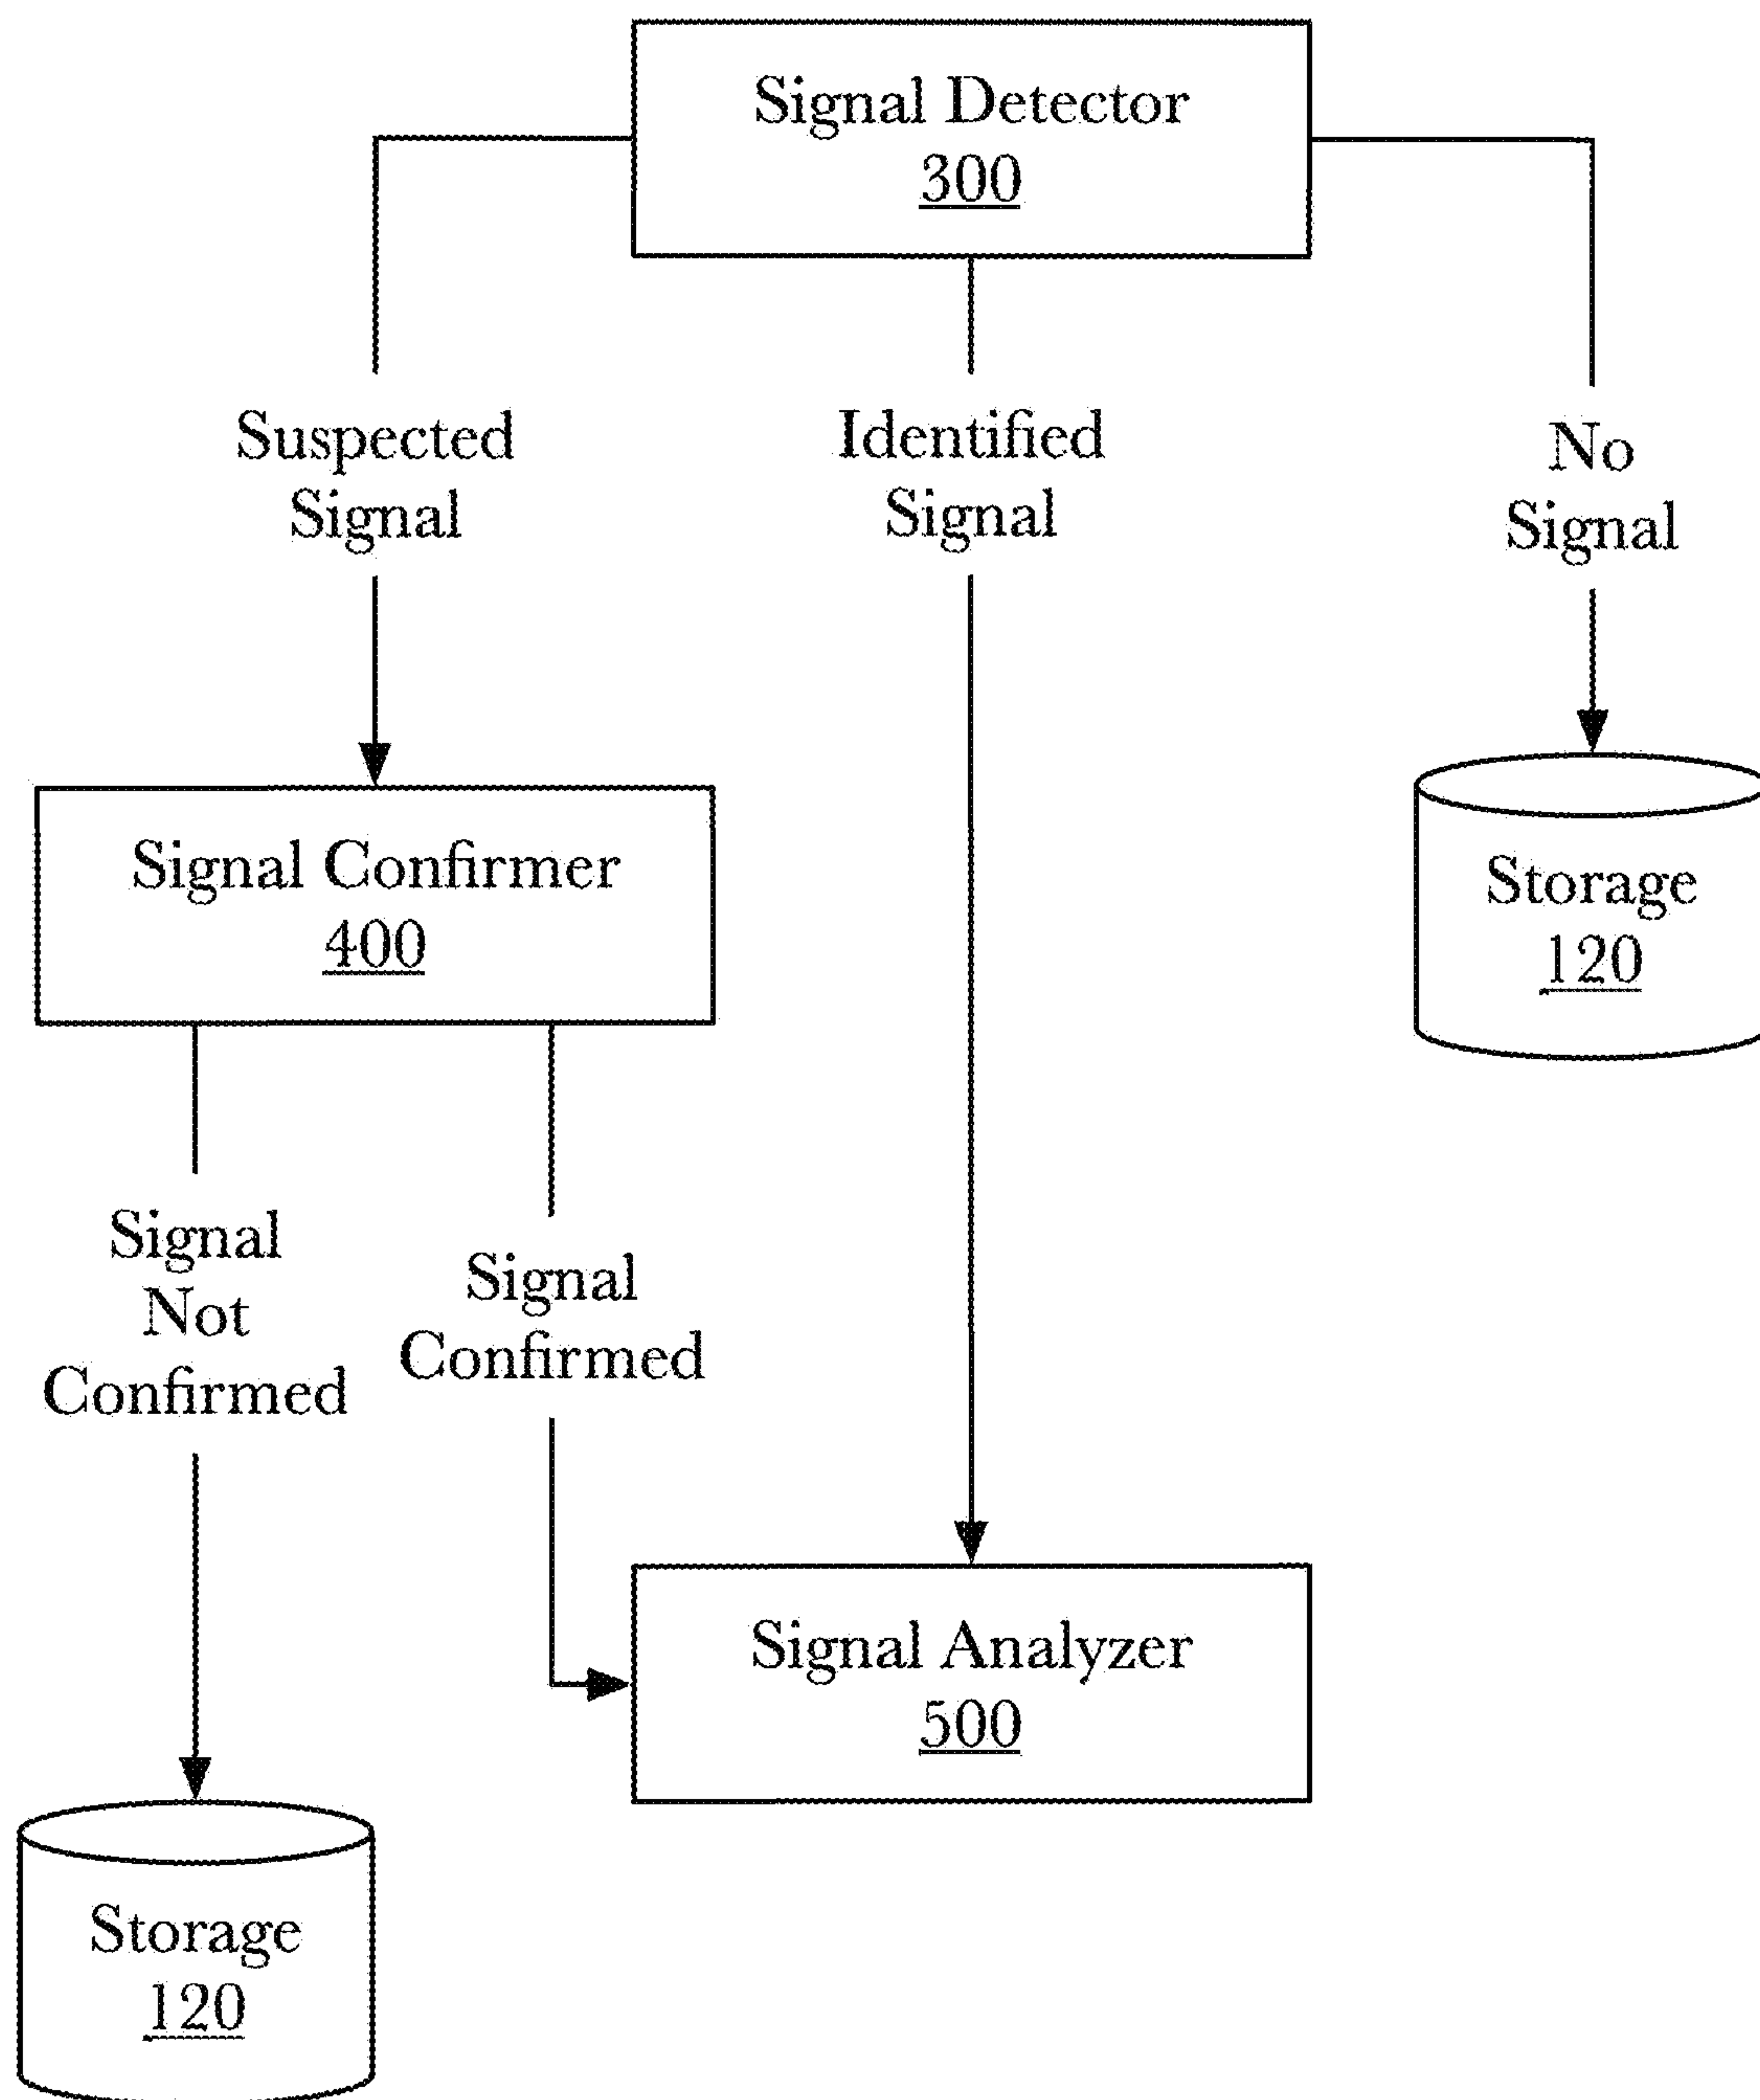 Signal Detector
300
Suspected
Signal
Identified
Signal
No
Signal
Signal Confirmer
400
Storage
120
Signal
Not
Confirmed
Signal
Confirmed
Signal Analyzer
500
Storage
120